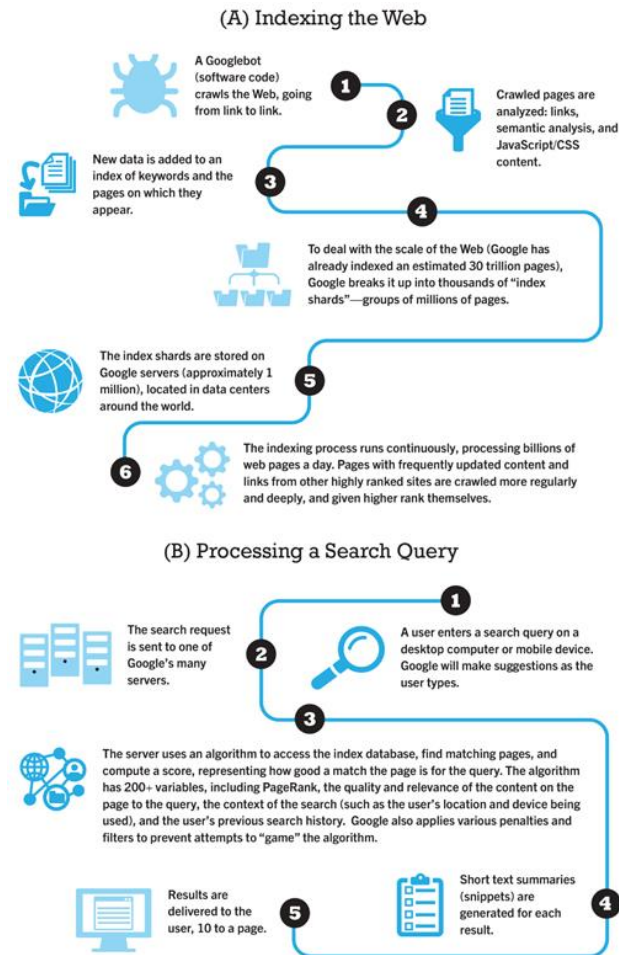 (A) Indexing the Web
A Googlebot
(software code)
crawls the Web, going
from link to link.
1
2
Crawled pages are
analyzed: links,
semantic analysis, and
JavaScript/CSS
content.
New data is added to an
index of keywords and the
pages on which they
appear.
3
4
To deal with the scale of the Web (Google has
already indexed an estimated 30 trillion pages),
Google breaks it up into thousands of “index
shards”—groups of millions of pages.
The index shards are stored on
Google servers (approximately 1
million), located in data centers
around the world.
5
6
The indexing process runs continuously, processing billions of
web pages a day. Pages with frequently updated content and
links from other highly ranked sites are crawled more regularly
and deeply, and given higher rank themselves.
(B) Processing a Search Query
1
A user enters a search query on a
desktop computer or mobile device.
Google will make suggestions as the
user types.
The search request
is sent to one of
Google’s many
servers.
2
3
The server uses an algorithm to access the index database, find matching pages, and
compute a score, representing how good a match the page is for the query. The algorithm
has 200+ variables, including PageRank, the quality and relevance of the content on the
page to the query, the context of the search (such as the user’s location and device being
used), and the user’s previous search history. Google also applies various penalties and
filters to prevent attempts to “game” the algorithm.
Short text summaries
(snippets) are
generated for each
result.
4
Results are
delivered to the
user, 10 to a page.
5